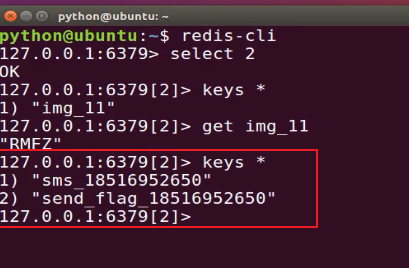 python@ubuntu: ~
python@ubuntu:~$ redis-cli
127.0.0.1:6379> select 2
OK
127.0.0.1:6379[2]> keys *
1) "img_11"
127.0.0.1:6379[2]> get img_11
"RMFZ"
127.0.0.1:6379[2]> keys *
1) "sms_18516952650"
2) "send_flag_18516952650"
127.0.0.1:6379[2]>